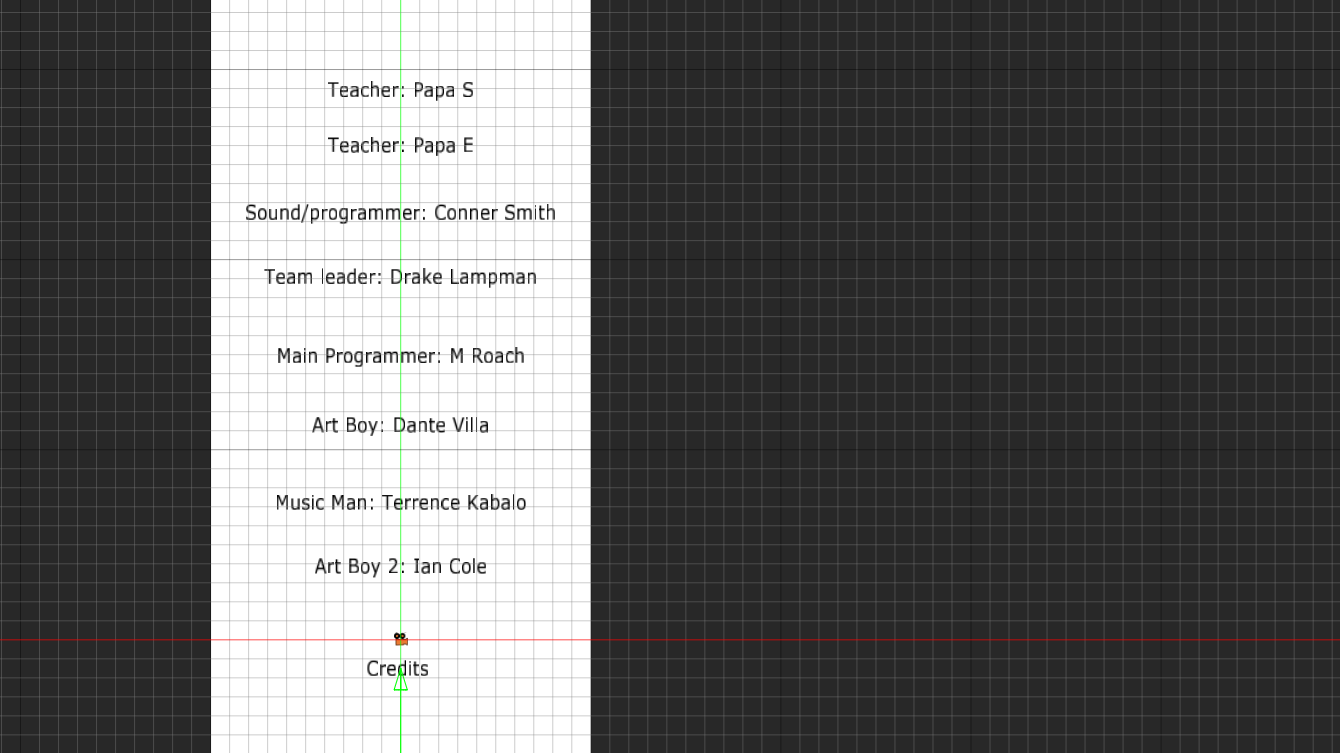 Teacher: Papa S
Teacher: Papa E
Sound/programmer: Conner Smith
Team leader: Drake Lampman
Main Programmer: M Roach
Art Boy: Dante Villa
Music Man: Terrence Kabalo
Art Boy 2: Ian Cole
Credits